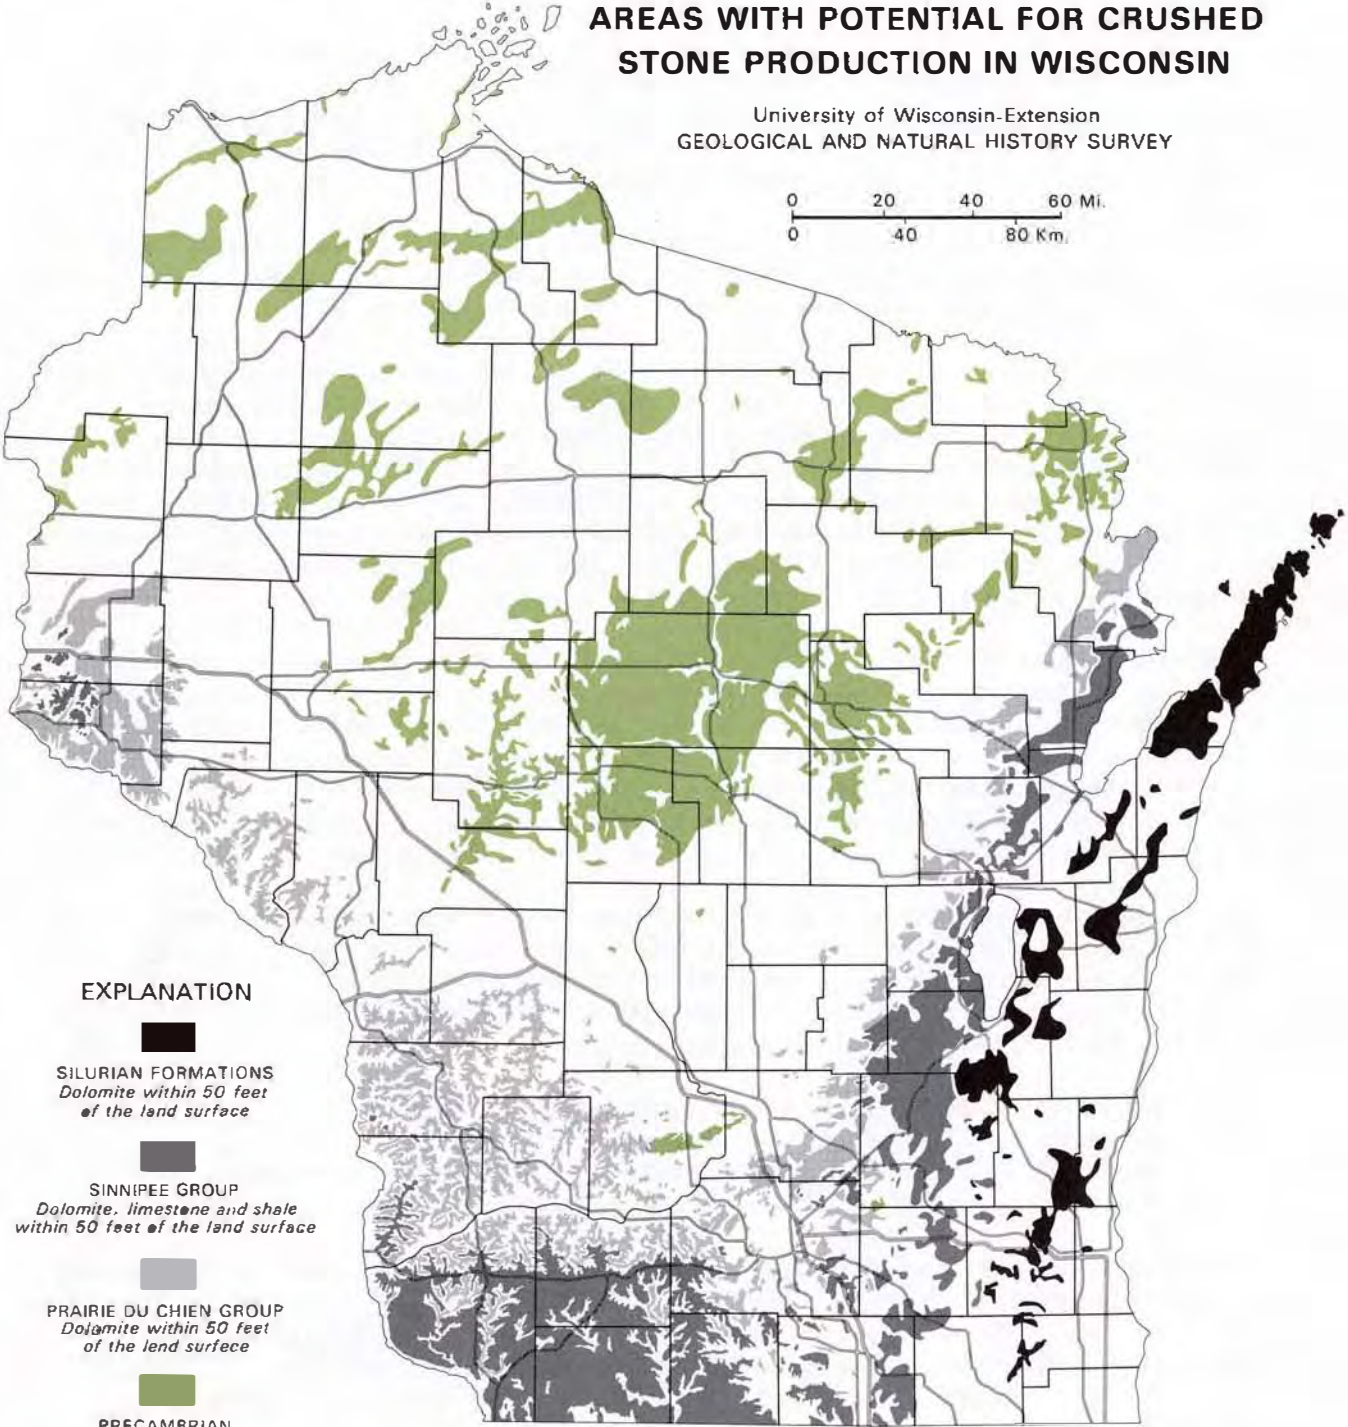 AREAS WITH POTENTIAL FOR CRUSHED
STONE PRODUCTION IN WISCONSIN
University of Wisconsin-Extension
GEOLOGICAL AND NATURAL HISTORY SURVEY
0 20 40 60 Mi.
0 40 80 Km.
EXPLANATION
SILURIAN FORMATIONS
Dolomite within 50 feet
of the land surface
SINNIPEE GROUP
Dolomite, limestone and shale
within 50 feet of the land surface
PRAIRIE DU CHIEN GROUP
Dolomite within 50 feet
of the lend surfece
PRECAMBRIAN